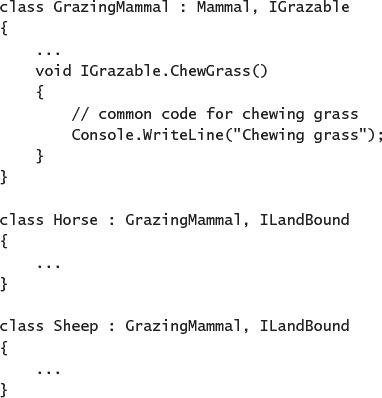 class GrazingMammal : Mammal, IGrazable
{
    ...
    void IGrazable.ChewGrass()
    {
        // common code for chewing grass
        Console.WriteLine("Chewing grass");
    }
}

class Horse : GrazingMammal, ILandBound
{
    ...
}

class Sheep : GrazingMammal, ILandBound
{
    ...
}